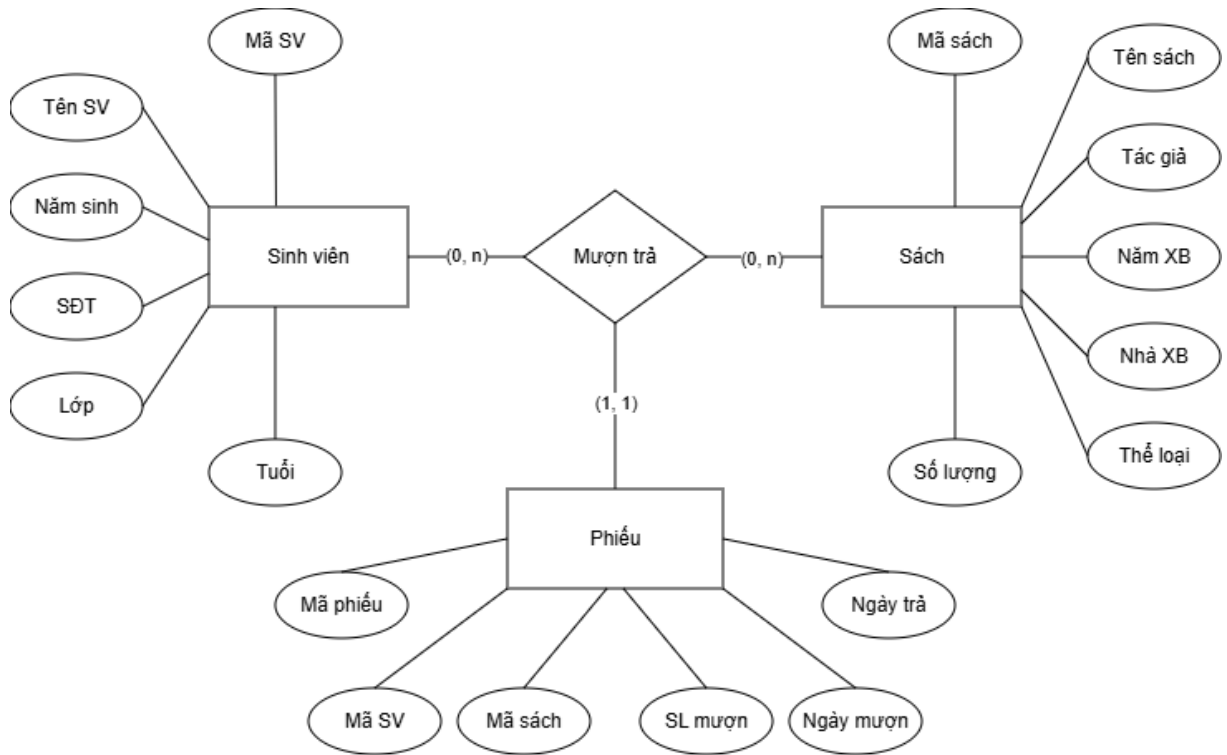 Mã SV
Tên SV
Năm sinh
SĐT
Lớp
Tuổi
Sinh viên
(0, n)
Mượn trả
(0, n)
Sách
Mã sách
Tên sách
Tác giả
Năm XB
Nhà XB
Thể loại
Số lượng
(1, 1)
Phiếu
Mã phiếu
Mã SV
Mã sách
SL mượn
Ngày mượn
Ngày trả